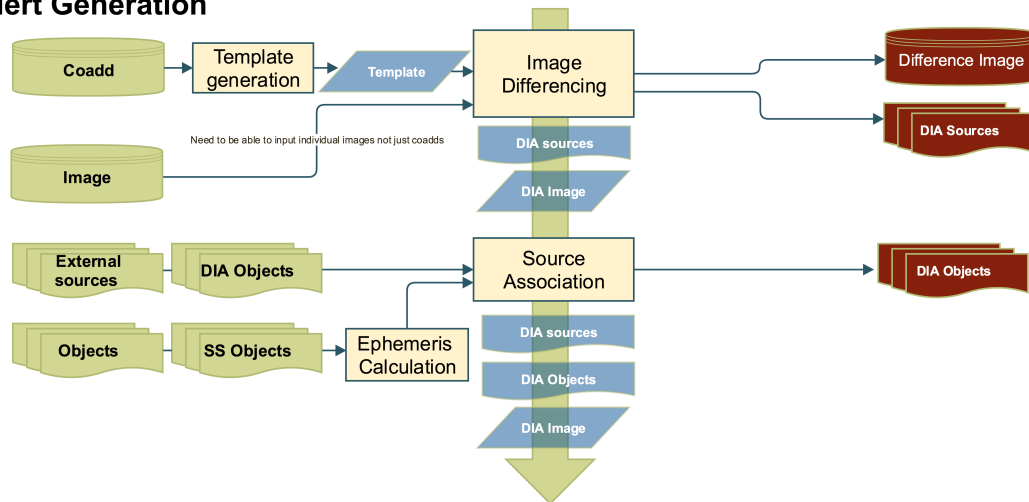 lert Generation
Coadd
Template
generation
Template
Image
Differencing
Difference Image
Need to be able to input individual images not just coadds
DIA sources
DIA Sources
Image
DIA Image
External
sources
DIA Objects
Source
Association
DIA Objects
Objects
SS Objects
Ephemeris
Calculation
DIA sources
DIA Objects
DIA Image